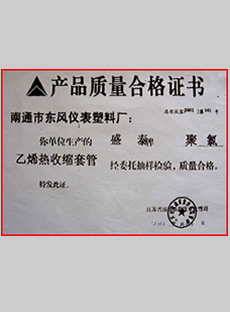 产品质量合格证书
南通市东风仪表塑料厂：
你单位生产的 盛泰牌 聚氯
乙烯热收缩套管 经委托抽样检验，质量合格。
特发此证。